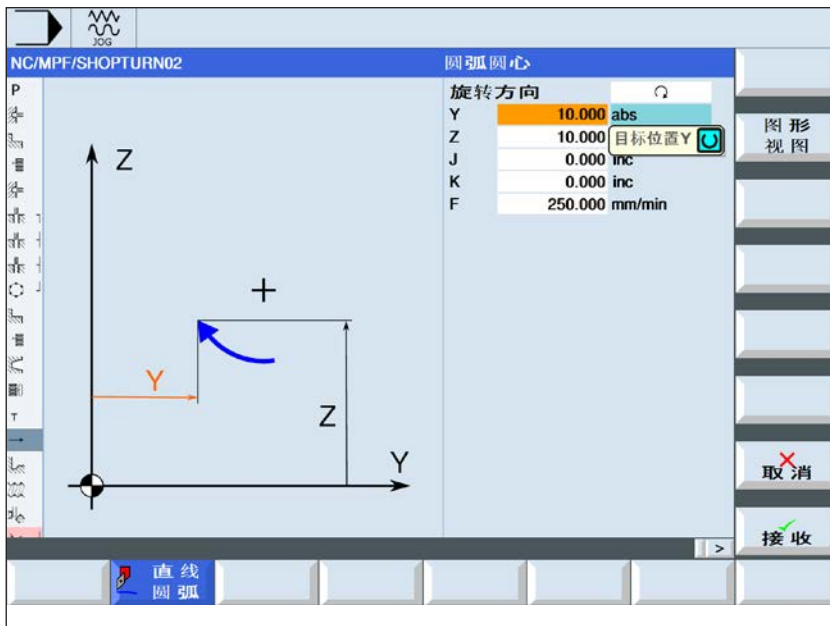 JOG
NC/MPF/SHOPTURN02
圆弧圆心
P
旋转方向
Y 10.000 abs
Z 10.000 目标位置Y
J 0.000 inc
K 0.000 inc
F 250.000 mm/min
图形
视图
Z
Y
Z
Y
T
取消
接收
>
直线
圆弧